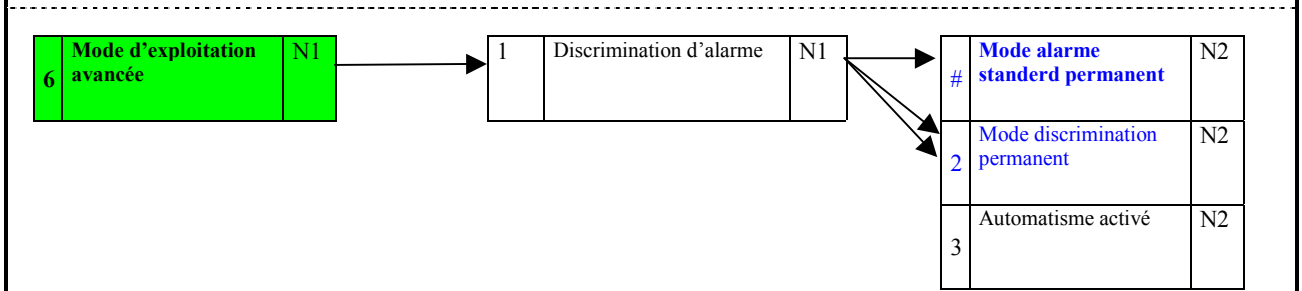 6 Mode d’exploitation avancée N1
1 Discrimination d’alarme N1
# Mode alarme standerd permanent N2
2 Mode discrimination permanent N2
3 Automatisme activé N2